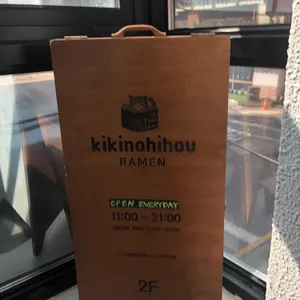 kikinohihou
RAMEN
OPEN EVERYDAY
11:00 - 21:00
2F